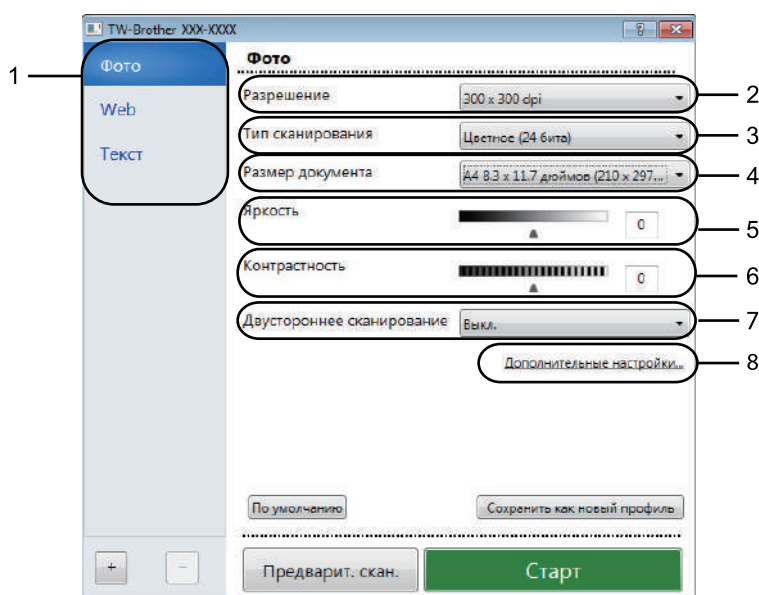 TW-Brother XXX-XXXX
Фото
Web
Текст
1
Фото
Разрешение
300 x 300 dpi
2
Тип сканирования
Цветное (24 бита)
3
Размер документа
A4 8.3 x 11.7 дюймов (210 x 297...
4
Яркость
0
5
Контрастность
0
6
Двустороннее сканирование
Выкл.
7
Дополнительные настройки...
8
По умолчанию
Сохранить как новый профиль
+
−
Предварит. скан.
Старт